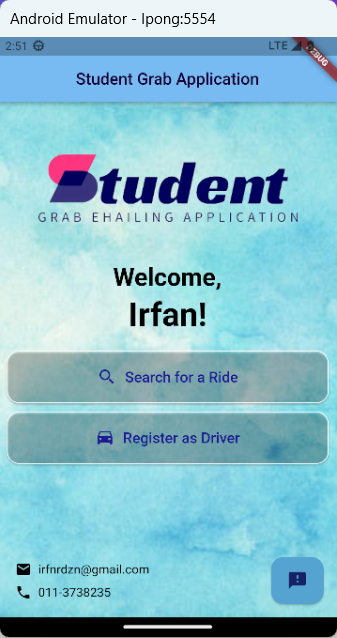 Android Emulator - Ipong:5554
2:51
LTE
DEBUG
Student Grab Application
Student
GRAB EHAILING APPLICATION
Welcome,
Irfan!
Search for a Ride
Register as Driver
irfnrdzn@gmail.com
011-3738235